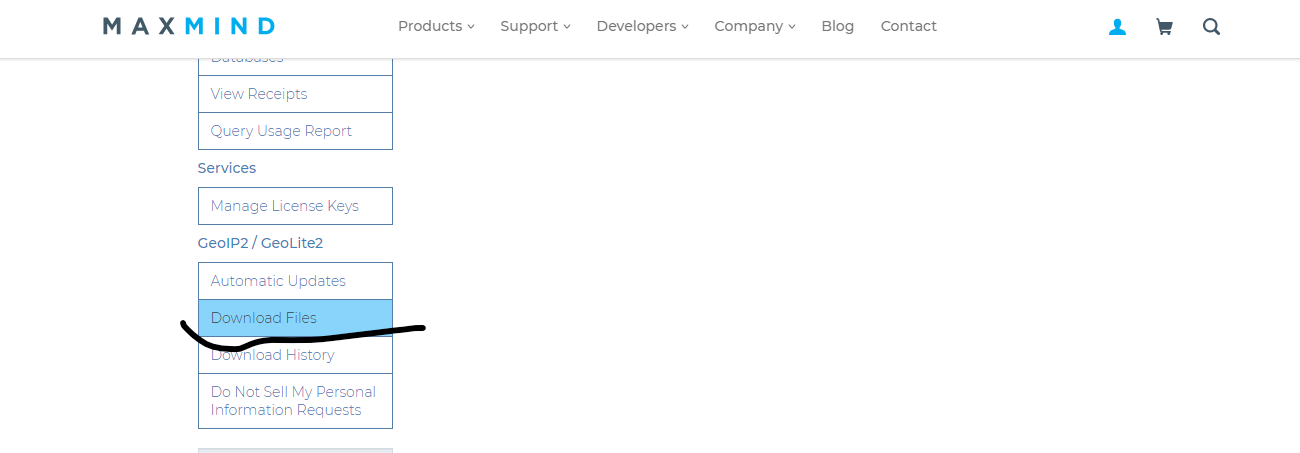 MAXMIND
Products Support Developers Company Blog Contact
Databases
View Receipts
Query Usage Report
Services
Manage License Keys
GeoIP2 / GeoLite2
Automatic Updates
Download Files
Download History
Do Not Sell My Personal
Information Requests